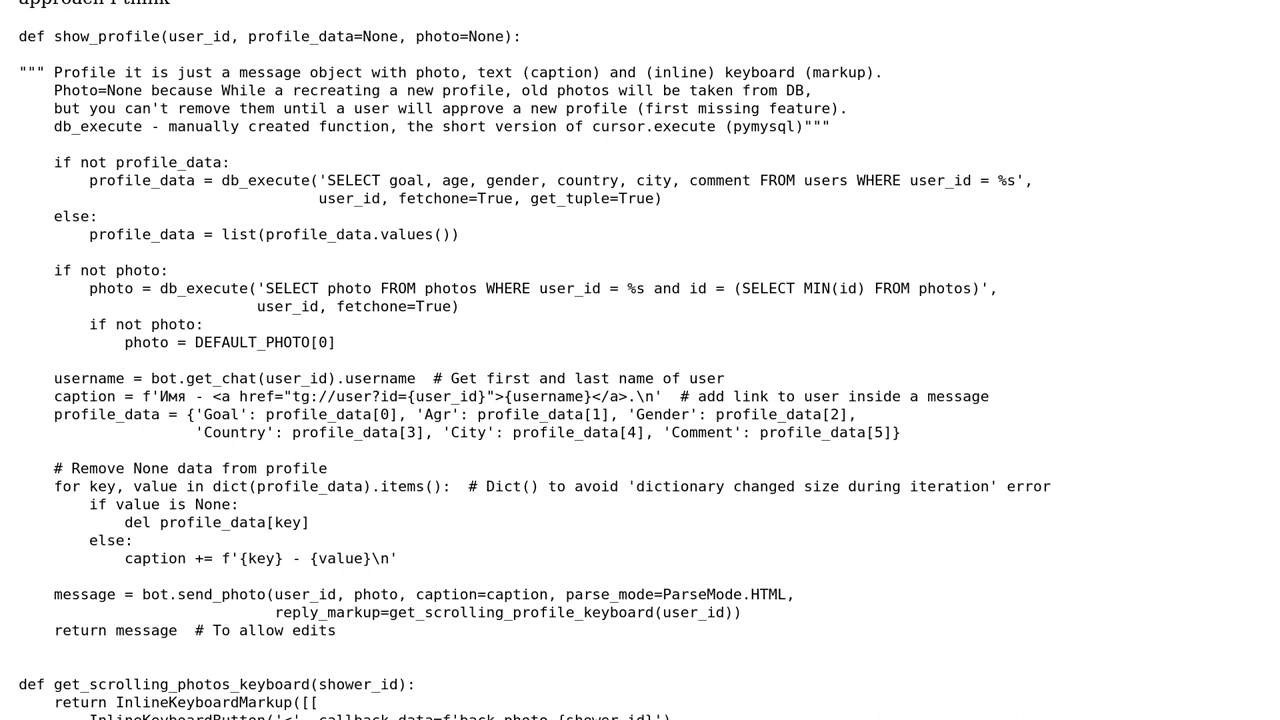 approach I think
def show_profile(user_id, profile_data=None, photo=None):
""" Profile it is just a message object with photo, text (caption) and (inline) keyboard (markup).
    Photo=None because While a recreating a new profile, old photos will be taken from DB,
    but you can't remove them until a user will approve a new profile (first missing feature).
    db_execute - manually created function, the short version of cursor.execute (pymysql)"""
    if not profile_data:
        profile_data = db_execute('SELECT goal, age, gender, country, city, comment FROM users WHERE user_id = %s',
                                  user_id, fetchone=True, get_tuple=True)
    else:
        profile_data = list(profile_data.values())
    if not photo:
        photo = db_execute('SELECT photo FROM photos WHERE user_id = %s and id = (SELECT MIN(id) FROM photos)',
                           user_id, fetchone=True)
        if not photo:
            photo = DEFAULT_PHOTO[0]
    username = bot.get_chat(user_id).username  # Get first and last name of user
    caption = f'Имя - <a href="tg://user?id={user_id}">{username}</a>.\n'  # add link to user inside a message
    profile_data = {'Goal': profile_data[0], 'Agr': profile_data[1], 'Gender': profile_data[2],
                    'Country': profile_data[3], 'City': profile_data[4], 'Comment': profile_data[5]}
    # Remove None data from profile
    for key, value in dict(profile_data).items():  # Dict() to avoid 'dictionary changed size during iteration' error
        if value is None:
            del profile_data[key]
        else:
            caption += f'{key} - {value}\n'
    message = bot.send_photo(user_id, photo, caption=caption, parse_mode=ParseMode.HTML,
                             reply_markup=get_scrolling_profile_keyboard(user_id))
    return message  # To allow edits
def get_scrolling_photos_keyboard(shower_id):
    return InlineKeyboardMarkup([[
        InlineKeyboardButton('<', callback_data=f'back_photo {shower_id}')